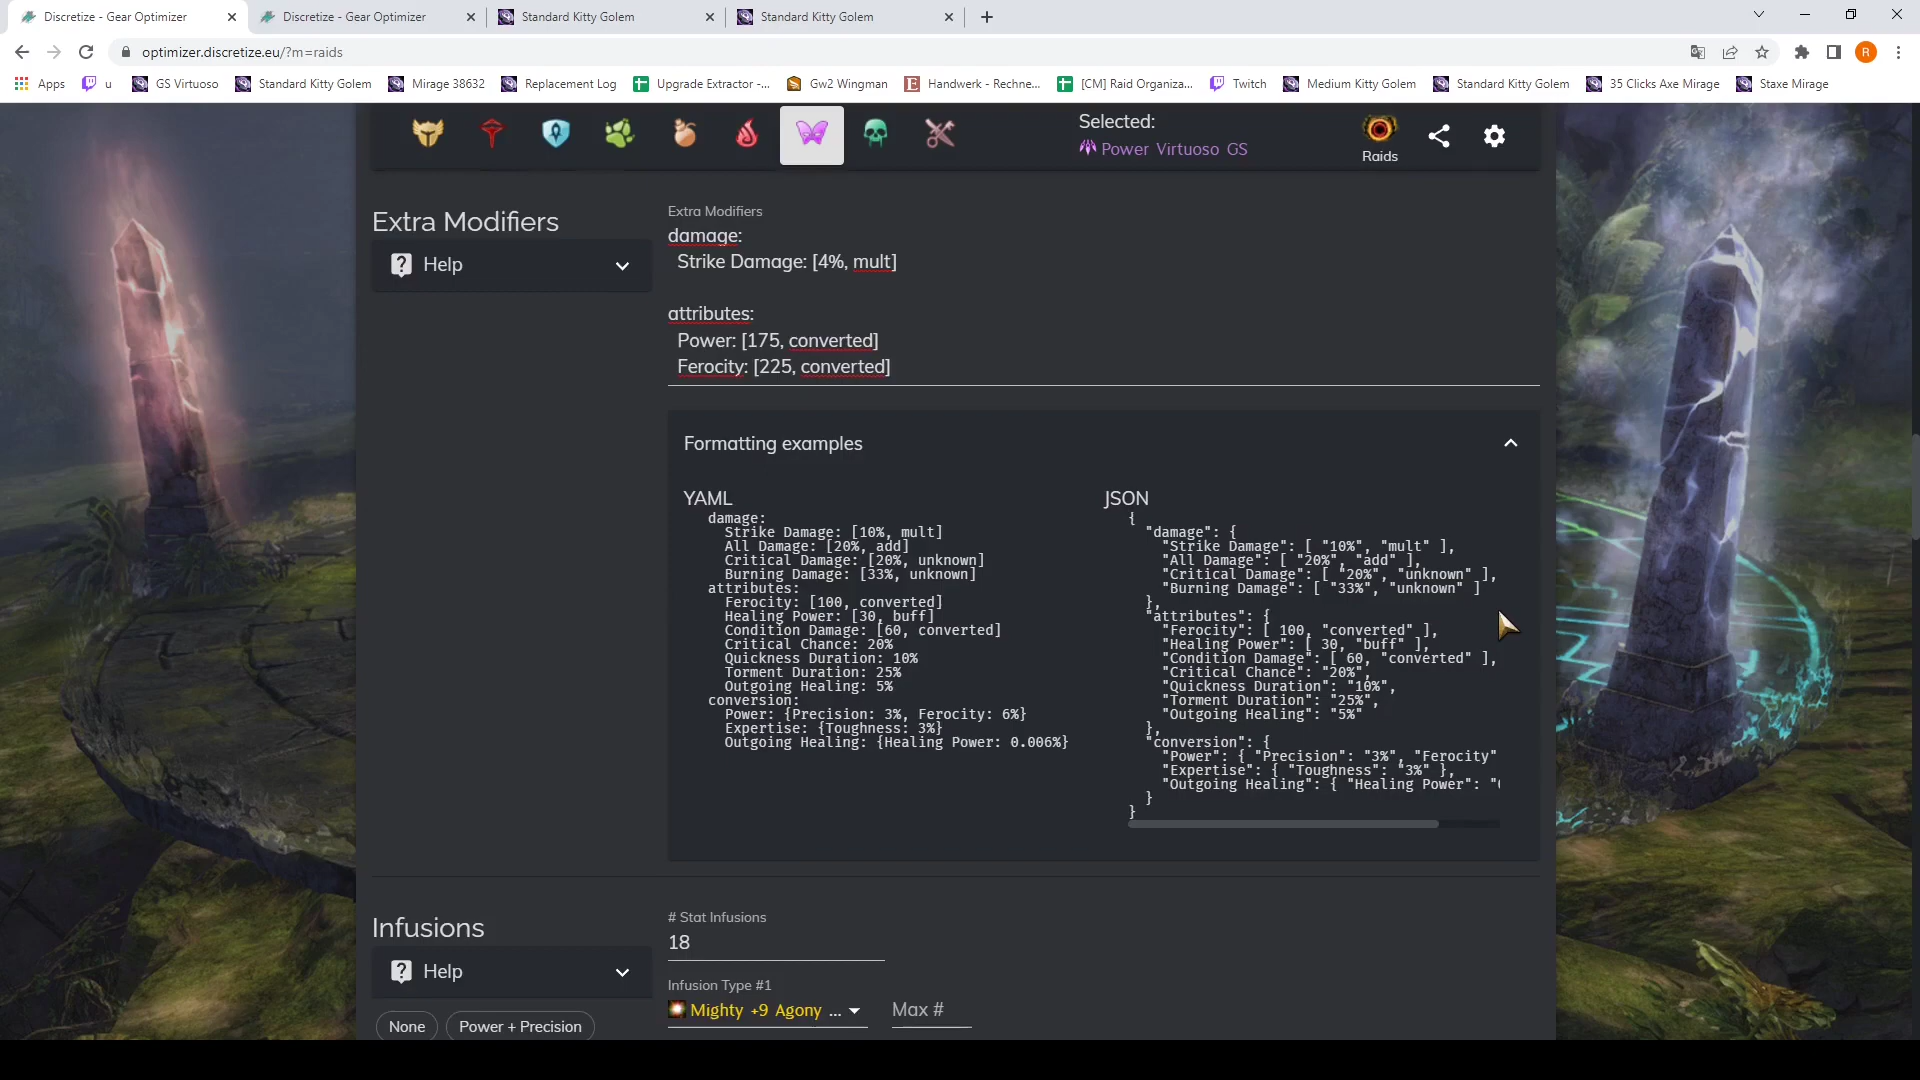 Discretize - Gear Optimizer
Discretize - Gear Optimizer
Standard Kitty Golem
Standard Kitty Golem
optimizer.discretize.eu/?m=raids
R
Apps
u
GS Virtuoso
Standard Kitty Golem
Mirage 38632
Replacement Log
Upgrade Extractor -...
Gw2 Wingman
Handwerk - Rechne...
[CM] Raid Organiza...
Twitch
Medium Kitty Golem
Standard Kitty Golem
35 Clicks Axe Mirage
Staxe Mirage
Selected:
Power Virtuoso GS
Raids
Extra Modifiers
Help
Extra Modifiers
damage:
Strike Damage: [4%, mult]
attributes:
Power: [175, converted]
Ferocity: [225, converted]
Formatting examples
YAML
damage:
Strike Damage: [10%, mult]
All Damage: [20%, add]
Critical Damage: [20%, unknown]
Burning Damage: [33%, unknown]
attributes:
Ferocity: [100, converted]
Healing Power: [30, buff]
Condition Damage: [60, converted]
Critical Chance: 20%
Quickness Duration: 10%
Torment Duration: 25%
Outgoing Healing: 5%
conversion:
Power: {Precision: 3%, Ferocity: 6%}
Expertise: {Toughness: 3%}
Outgoing Healing: {Healing Power: 0.006%}
JSON
{
"damage": {
"Strike Damage": [ "10%", "mult" ],
"All Damage": [ "20%", "add" ],
"Critical Damage": [ "20%", "unknown" ],
"Burning Damage": [ "33%", "unknown" ]
},
"attributes": {
"Ferocity": [ 100, "converted" ],
"Healing Power": [ 30, "buff" ],
"Condition Damage": [ 60, "converted" ],
"Critical Chance": "20%",
"Quickness Duration": "10%",
"Torment Duration": "25%",
"Outgoing Healing": "5%"
},
"conversion": {
"Power": { "Precision": "3%", "Ferocity"
"Expertise": { "Toughness": "3%" },
"Outgoing Healing": { "Healing Power": "
}
}
Infusions
Help
None
Power + Precision
# Stat Infusions
18
Infusion Type #1
Mighty +9 Agony ...
Max #